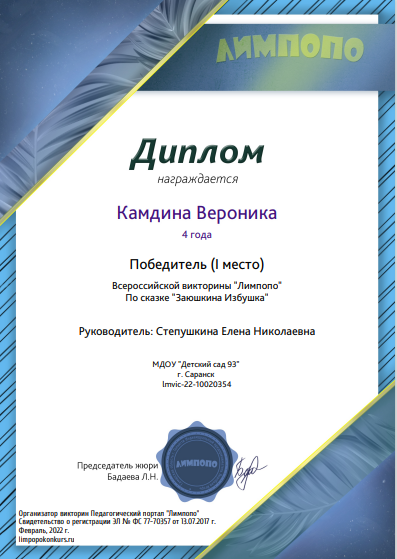 ЛИМПОПО
Диплом
награждается
Камдина Вероника
4 года
Победитель (I место)
Всероссийской викторины "Лимпопо"
По сказке "Заюшкина Избушка"
Руководитель: Степушкина Елена Николаевна
МДОУ "Детский сад 93"
г. Саранск
lmvic-22-10020354
Председатель жюри
Бадаева Л.Н.
ЛИМПОПО
Организатор викторин Педагогический портал "Лимпопо"
Свидетельство о регистрации ЭЛ № ФС 77-70357 от 13.07.2017 г.
Февраль, 2022 г.
limpopokonkurs.ru